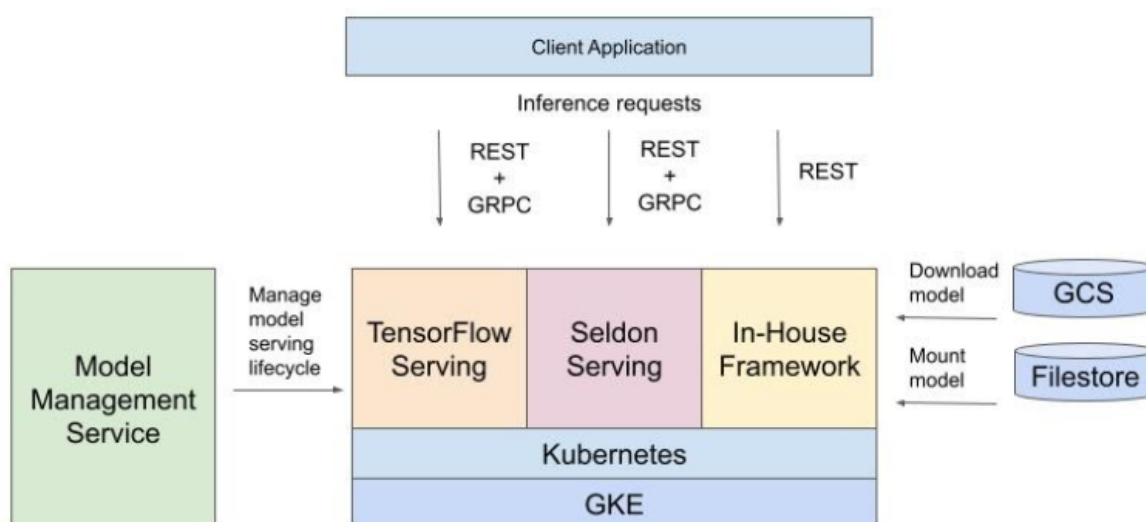 Client Application
Inference requests
REST
+
GRPC
REST
+
GRPC
REST
Model
Management
Service
Manage
model
serving
lifecycle
TensorFlow
Serving
Seldon
Serving
In-House
Framework
Download
model
GCS
Mount
model
Filestore
Kubernetes
GKE